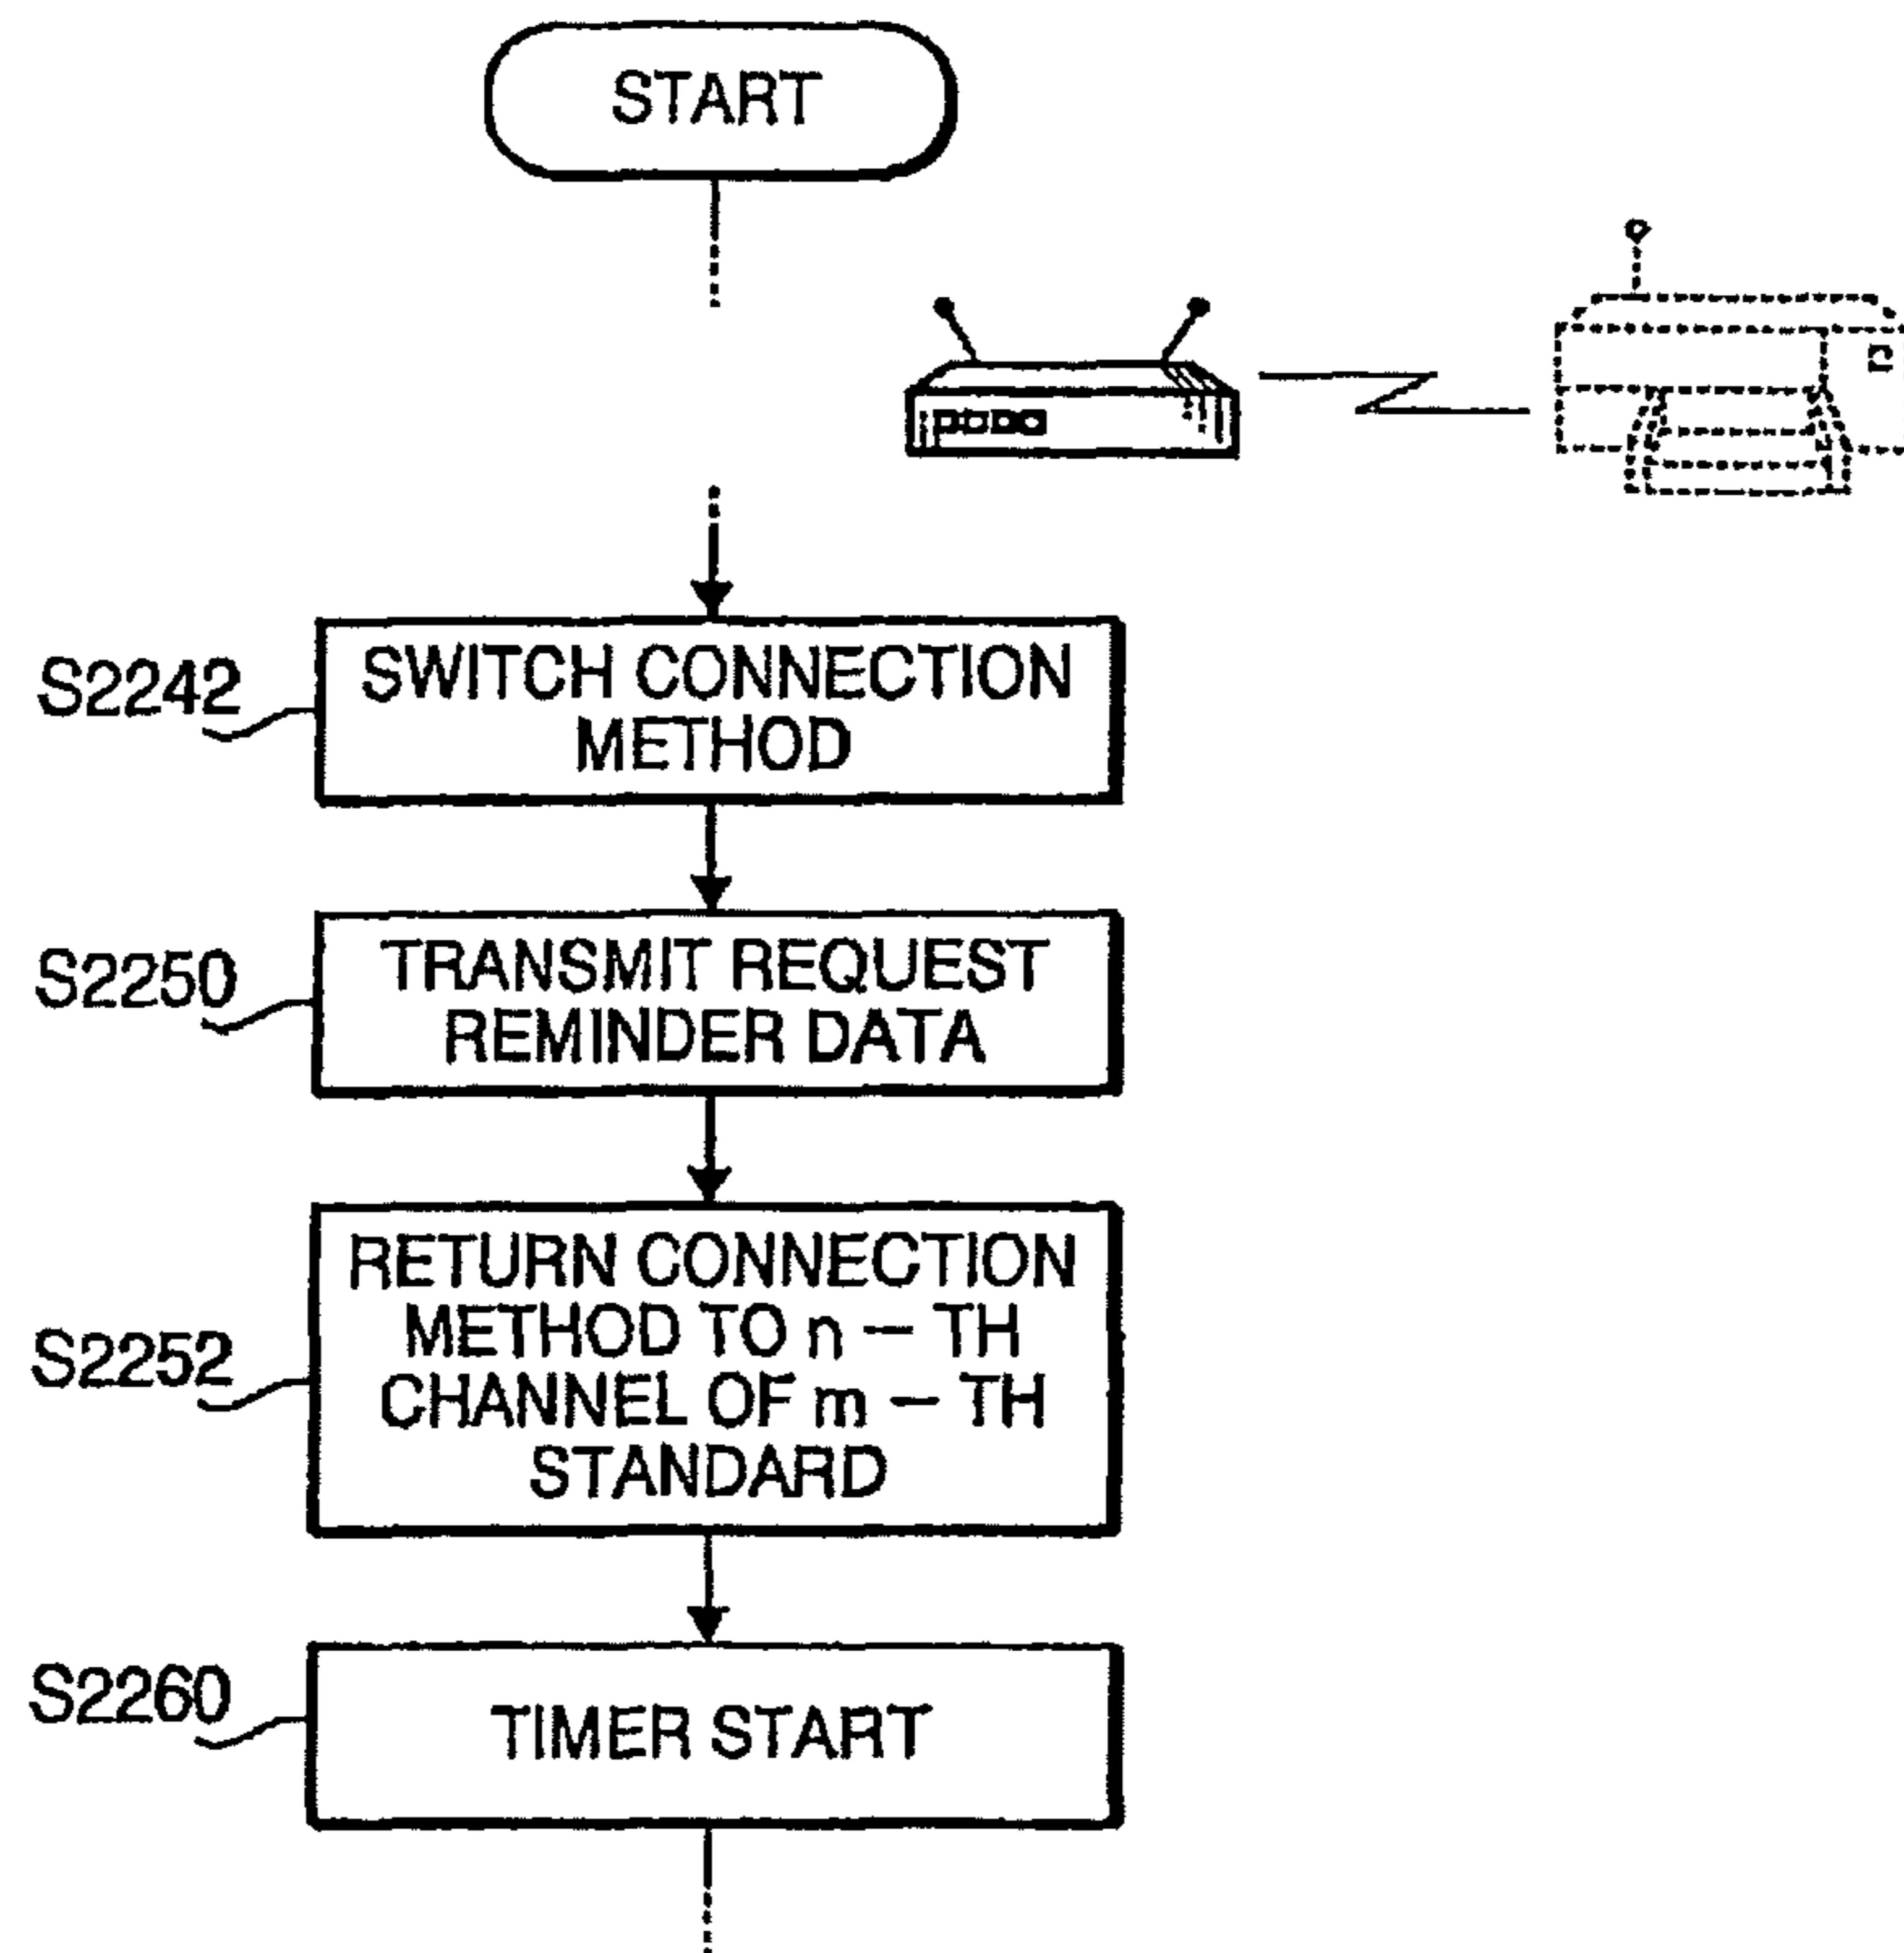 START
S2242
SWITCH CONNECTION
METHOD
S2250
TRANSMIT REQUEST
REMINDER DATA
S2252
RETURN CONNECTION
METHOD TO n – TH
CHANNEL OF m – TH
STANDARD
S2260
TIMER START